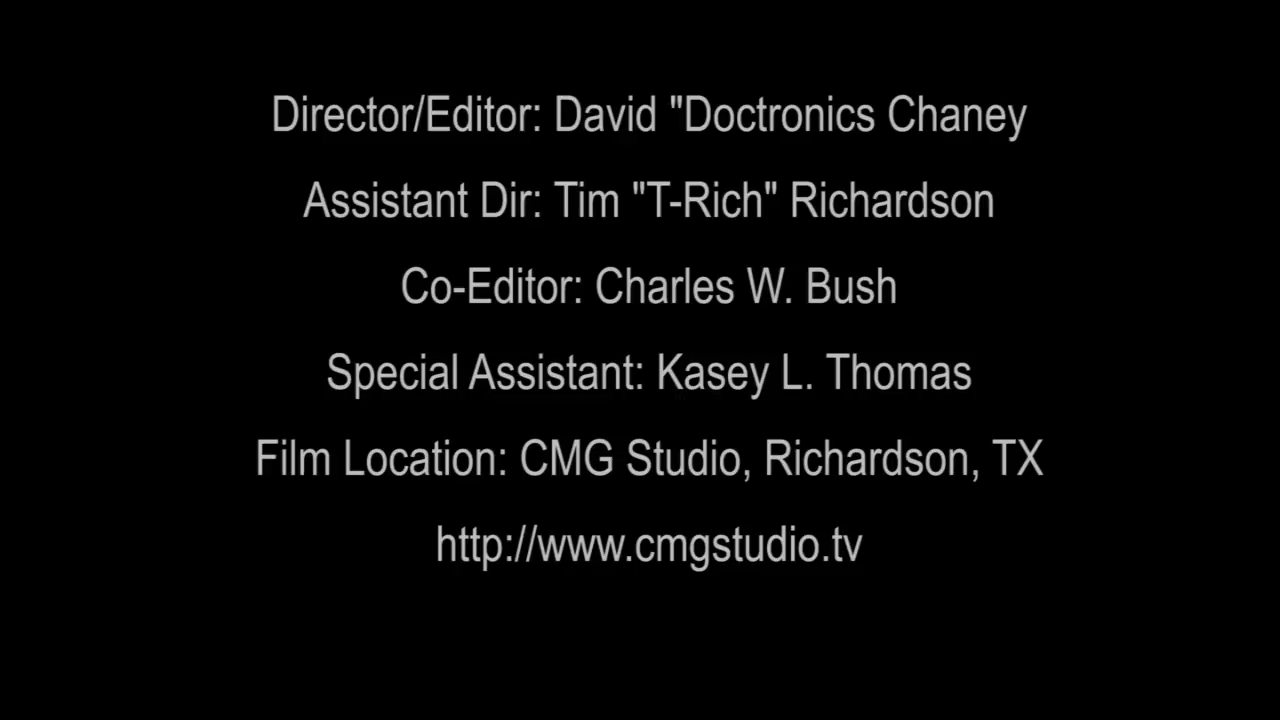 Director/Editor: David "Doctronics Chaney
Assistant Dir: Tim "T-Rich" Richardson
Co-Editor: Charles W. Bush
Special Assistant: Kasey L. Thomas
Film Location: CMG Studio, Richardson, TX
http://www.cmgstudio.tv